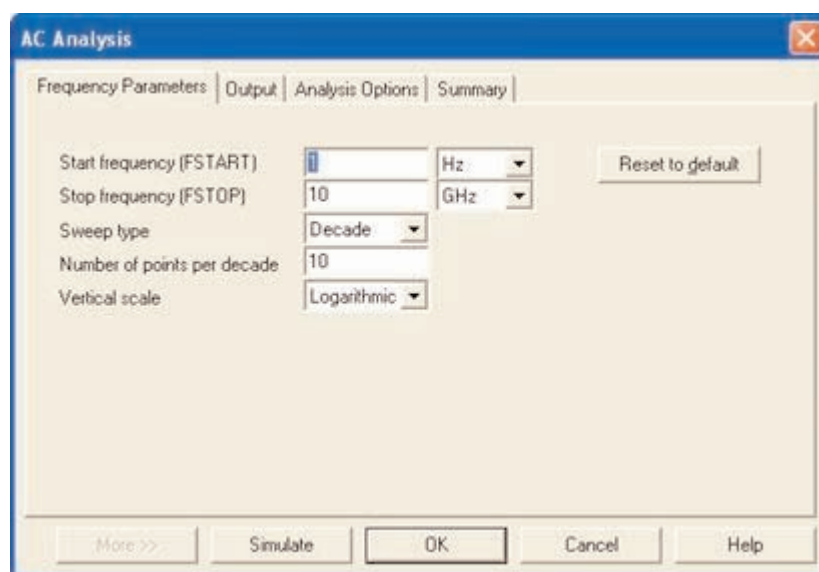 AC Analysis
Frequency Parameters Output Analysis Options Summary
Start frequency (FSTART) 1 Hz Reset to default
Stop frequency (FSTOP) 10 GHz
Sweep type Decade
Number of points per decade 10
Vertical scale Logarithmic
More >> Simulate OK Cancel Help